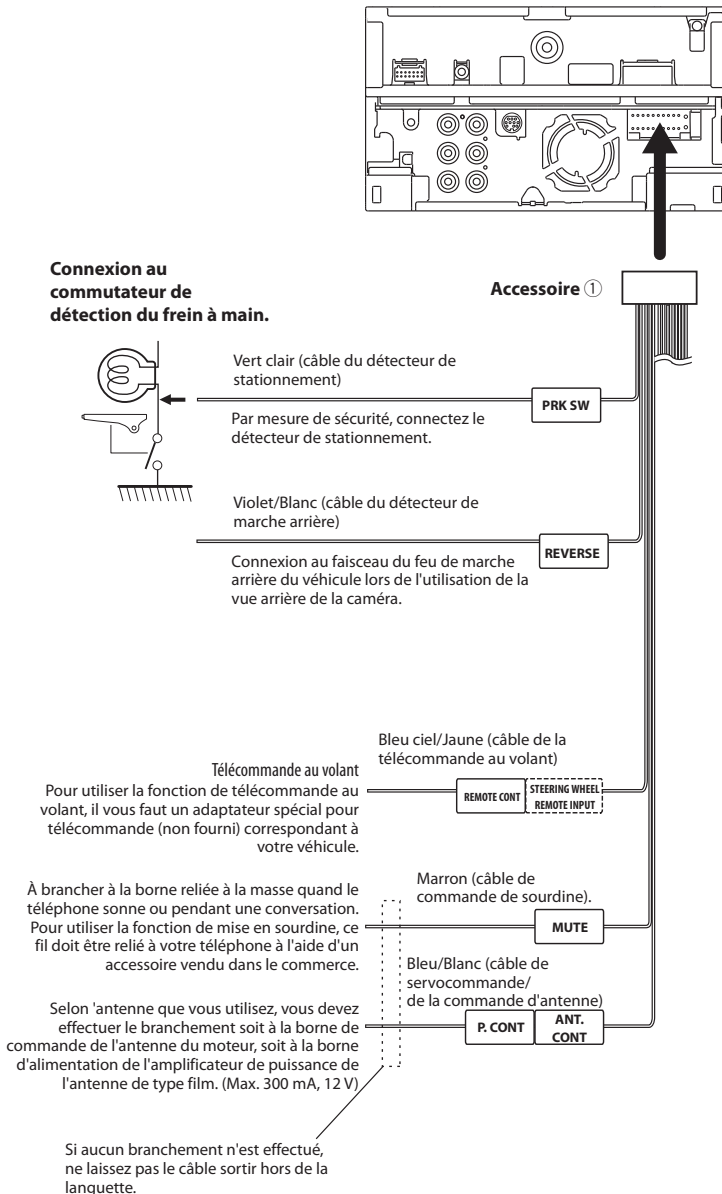 Connexion au
commutateur de
détection du frein à main.
Accessoire ①
Vert clair (câble du détecteur de
stationnement)
PRK SW
Par mesure de sécurité, connectez le
détecteur de stationnement.
Violet/Blanc (câble du détecteur de
marche arrière)
REVERSE
Connexion au faisceau du feu de marche
arrière du véhicule lors de l'utilisation de la
vue arrière de la caméra.
Bleu ciel/Jaune (câble de la
télécommande au volant)
Télécommande au volant
Pour utiliser la fonction de télécommande au
volant, il vous faut un adaptateur spécial pour
télécommande (non fourni) correspondant à
votre véhicule.
REMOTE CONT
STEERING WHEEL
REMOTE INPUT
Marron (câble de
commande de sourdine).
À brancher à la borne reliée à la masse quand le
téléphone sonne ou pendant une conversation.
Pour utiliser la fonction de mise en sourdine, ce
fil doit être relié à votre téléphone à l'aide d'un
accessoire vendu dans le commerce.
MUTE
Bleu/Blanc (câble de
servocommande/
de la commande d'antenne)
Selon 'antenne que vous utilisez, vous devez
effectuer le branchement soit à la borne de
commande de l'antenne du moteur, soit à la borne
d'alimentation de l'amplificateur de puissance de
l'antenne de type film. (Max. 300 mA, 12 V)
P. CONT
ANT.
CONT
Si aucun branchement n'est effectué,
ne laissez pas le câble sortir hors de la
languette.